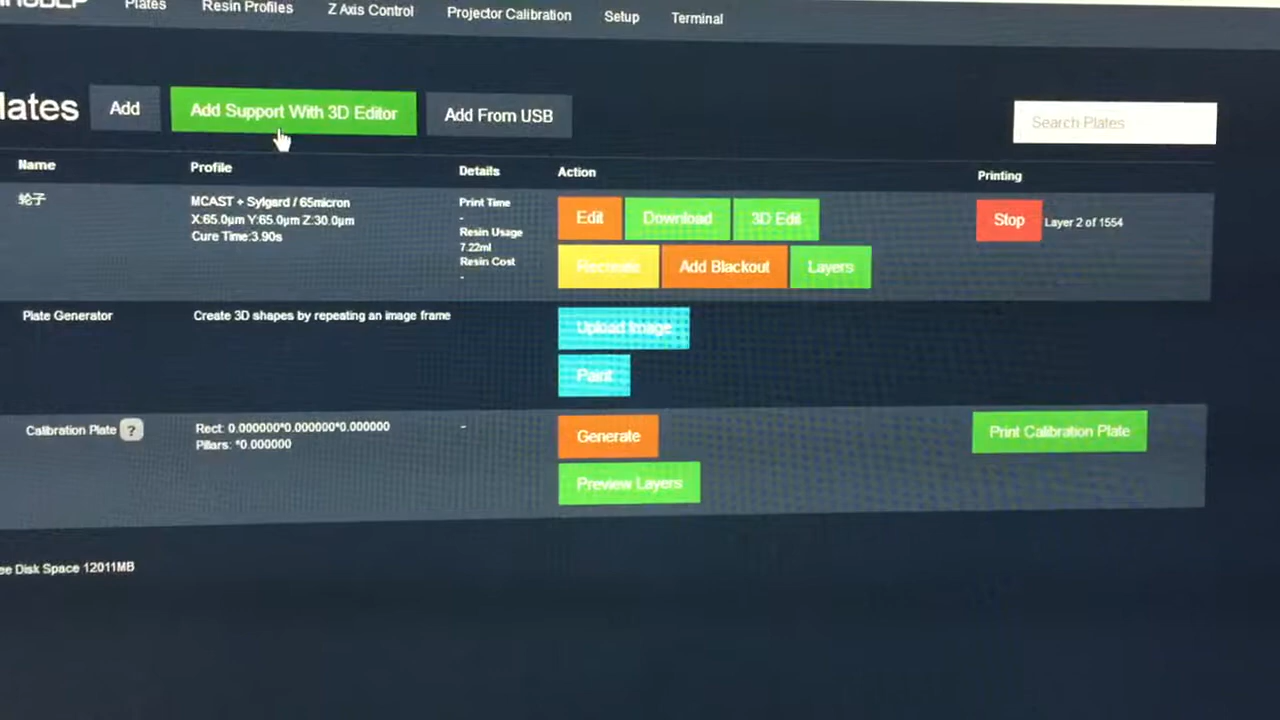 Plates
Resin Profiles
Z Axis Control
Projector Calibration
Setup
Terminal
lates
Add
Add Support With 3D Editor
Add From USB
Search Plates
Name
Profile
Details
Action
Printing
轮子
MCAST + Sylgard / 65micron
X:65.0µm Y:65.0µm Z:30.0µm
Cure Time:3.90s
Print Time
-
Resin Usage
7.22ml
Resin Cost
-
Edit
Download
3D Edit
Recreate
Add Blackout
Layers
Stop
Layer 2 of 1554
Plate Generator
Create 3D shapes by repeating an image frame
Upload Image
Paint
Calibration Plate ?
Rect: 0.000000*0.000000*0.000000
Pillars: *0.000000
-
Generate
Preview Layers
Print Calibration Plate
ee Disk Space 12011MB